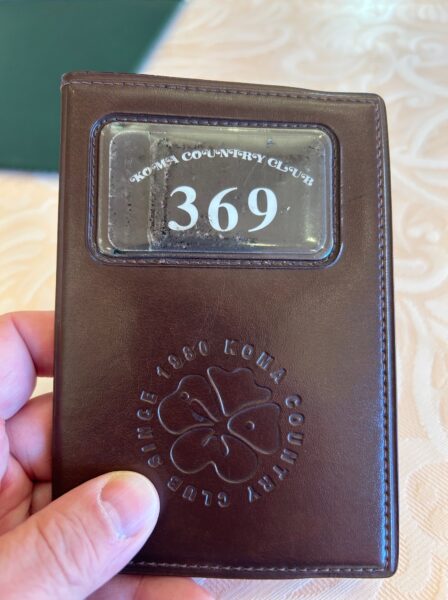 KOMA COUNTRY CLUB
369
SINCE 1980 KOMA COUNTRY CLUB